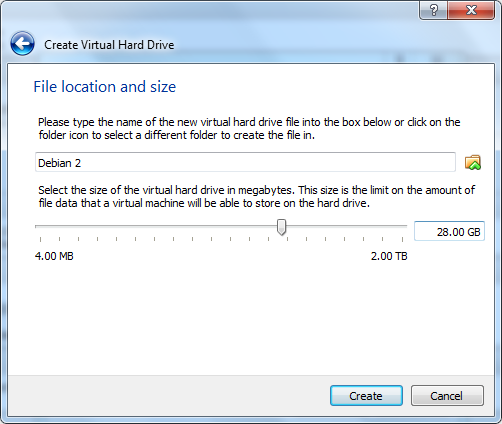 ?
Create Virtual Hard Drive
File location and size
Please type the name of the new virtual hard drive file into the box below or click on the
folder icon to select a different folder to create the file in.
Debian 2
Select the size of the virtual hard drive in megabytes. This size is the limit on the amount of
file data that a virtual machine will be able to store on the hard drive.
28.00 GB
4.00 MB 2.00 TB
Create Cancel